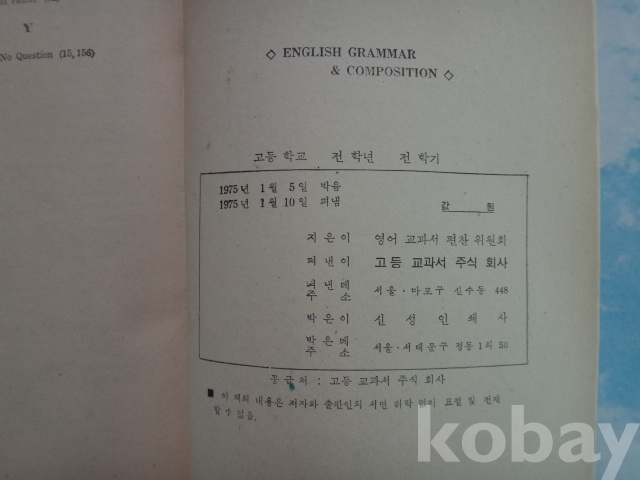 Y
No Question (15, 156)
◇ ENGLISH GRAMMAR
& COMPOSITION ◇
고등 학교 전 학년 전 학기
1975년 1월 5일 박음
1975년 1월 10일 펴냄
값 원
지은이 영어 교과서 편찬 위원회
펴낸이 고등 교과서 주식 회사
펴낸데
주소 서울·마포구 신수동 448
박은이 신성인쇄사
박은데
주소 서울·서대문구 정동 1의 50
공급처 : 고등 교과서 주식 회사
■ 이 책의 내용은 저자와 출판인의 서면 허락 없이 표절 및 전재
할 수 없음.
kobay